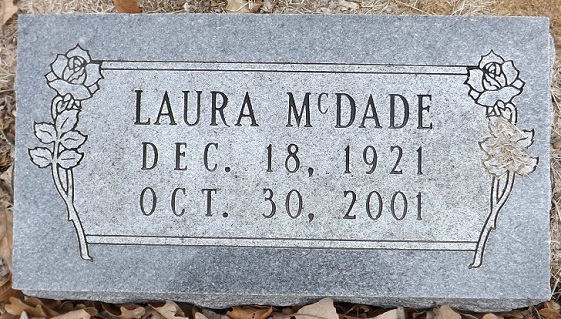 LAURA McDADE
DEC. 18, 1921
OCT. 30, 2001